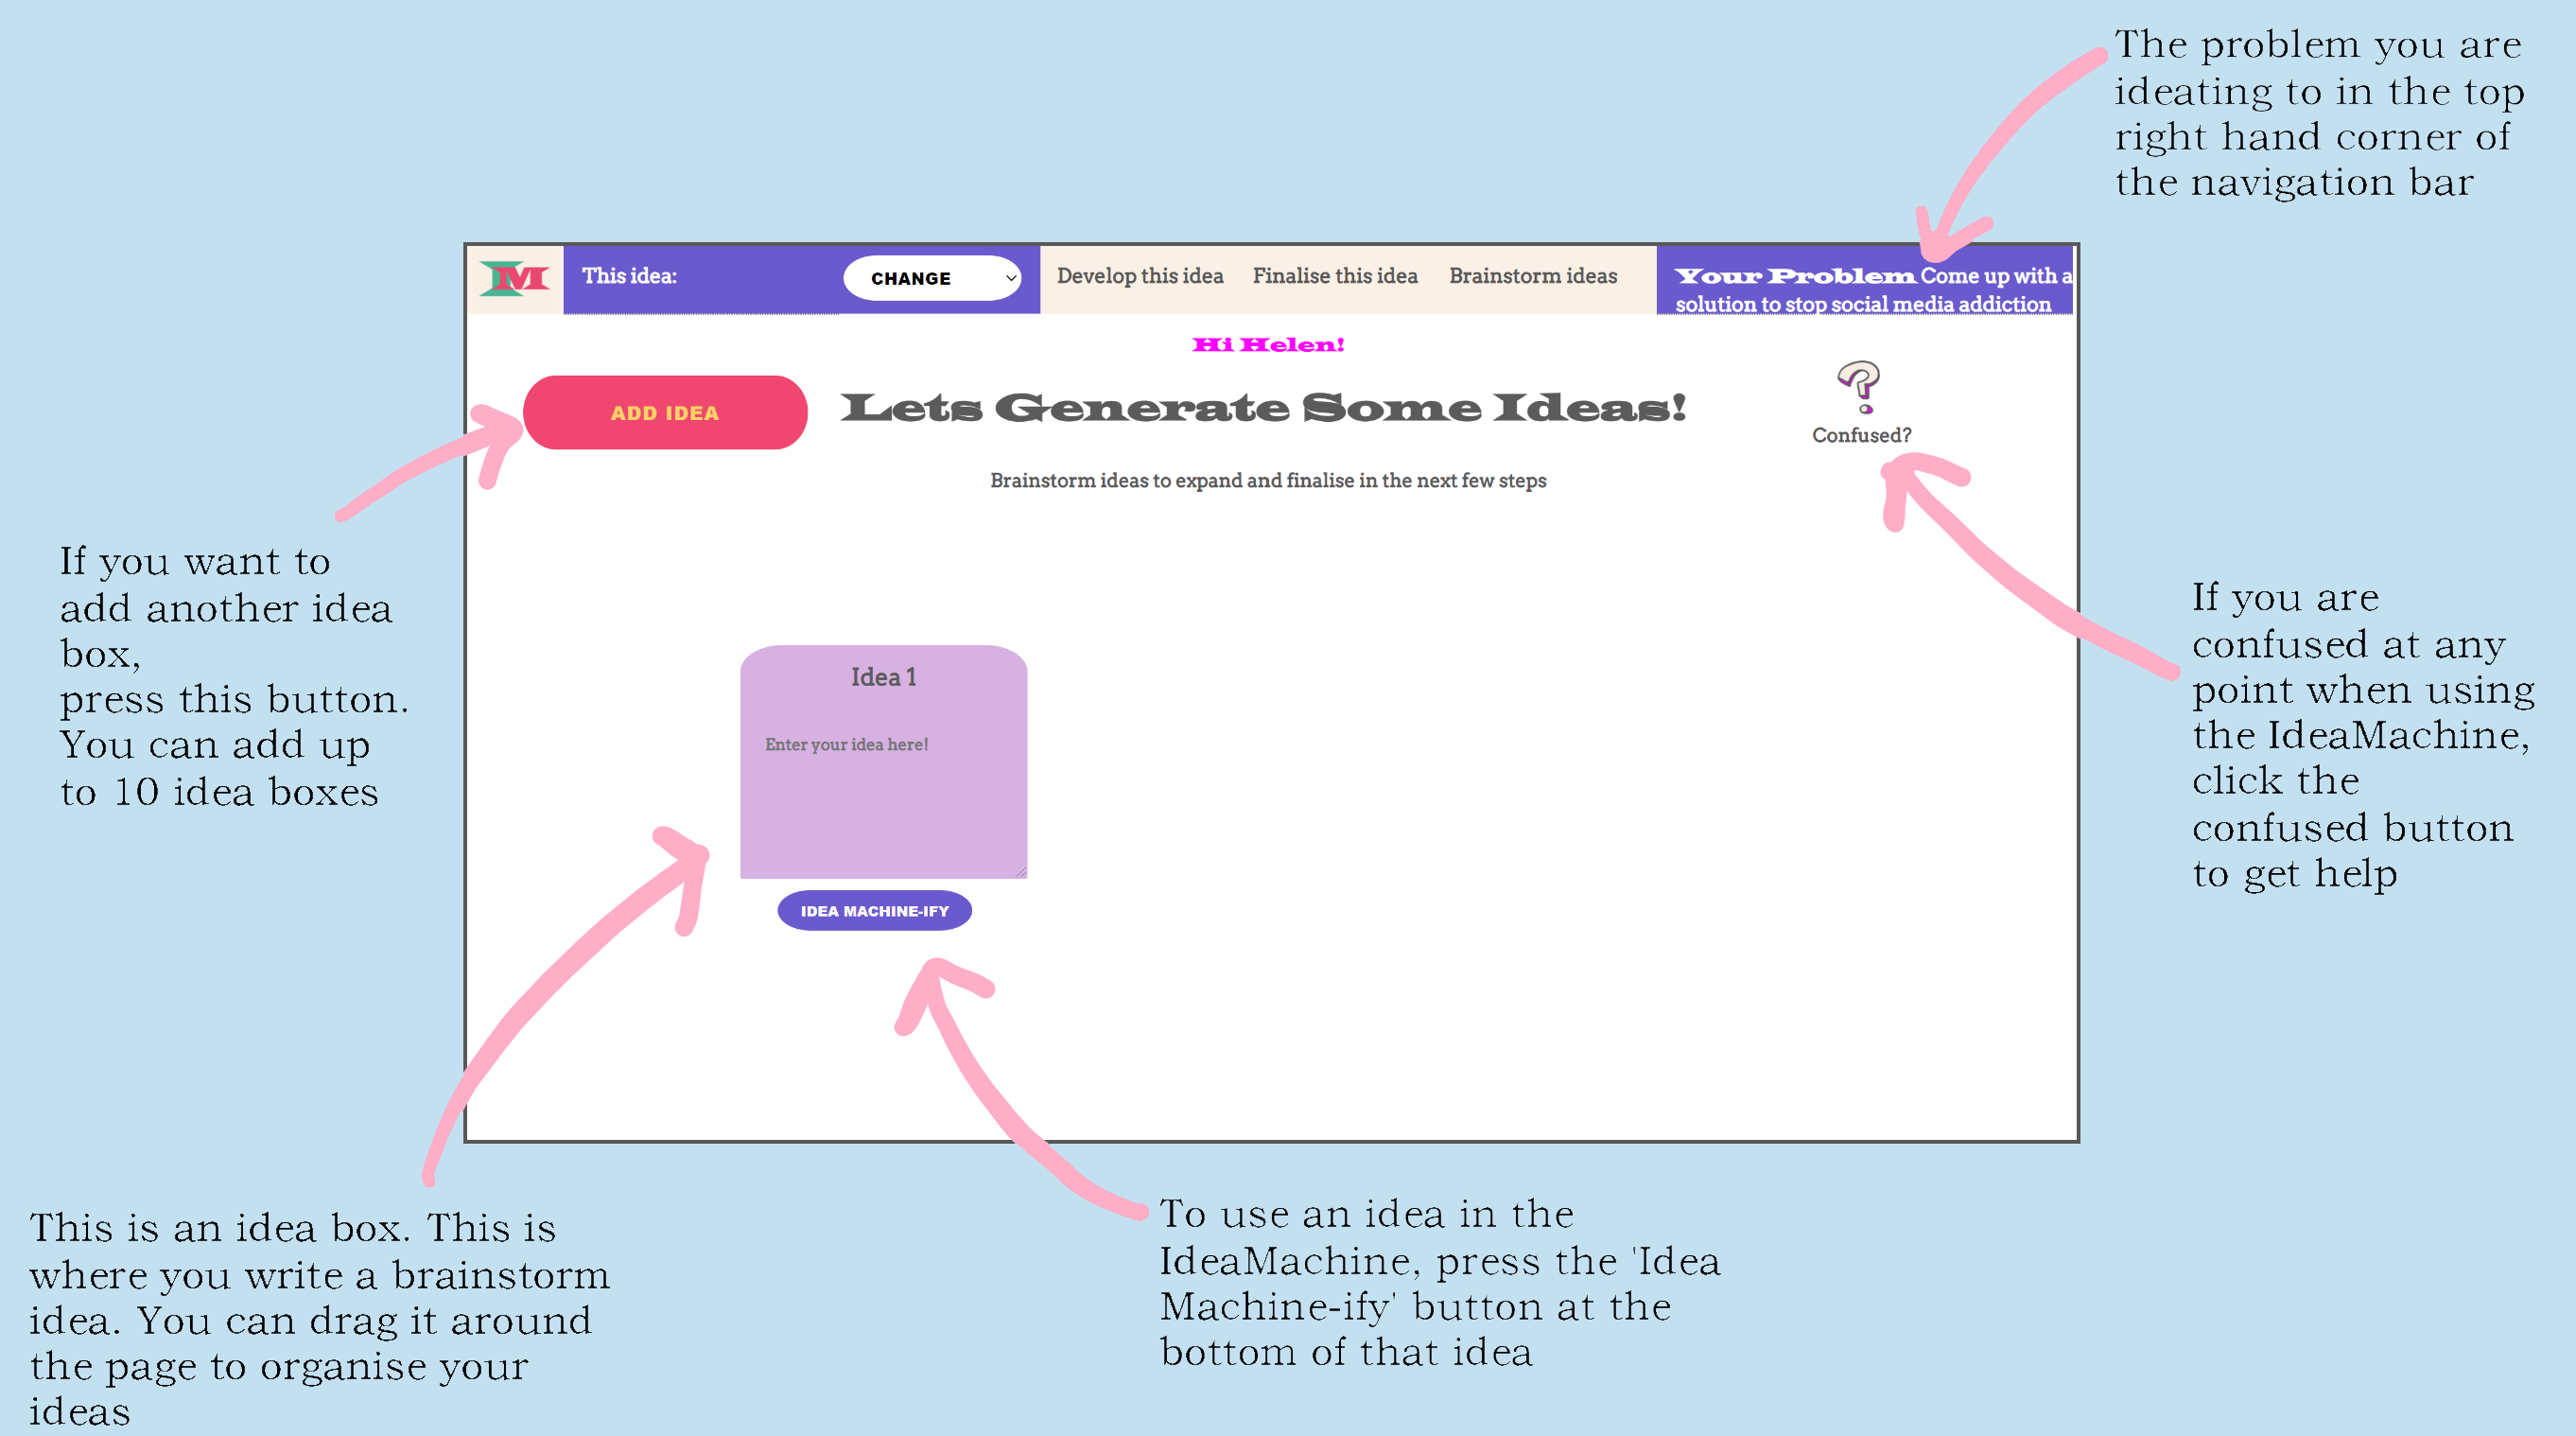 The problem you are
ideating to in the top
right hand corner of
the navigation bar
IM
This idea:
CHANGE
Develop this idea
Finalise this idea
Brainstorm ideas
Your Problem Come up with a
solution to stop social media addiction
Hi Helen!
ADD IDEA
Lets Generate Some Ideas!
?
Confused?
Brainstorm ideas to expand and finalise in the next few steps
If you want to
add another idea
box,
press this button.
You can add up
to 10 idea boxes
If you are
confused at any
point when using
the IdeaMachine,
click the
confused button
to get help
Idea 1
Enter your idea here!
IDEA MACHINE-IFY
This is an idea box. This is
where you write a brainstorm
idea. You can drag it around
the page to organise your
ideas
To use an idea in the
IdeaMachine, press the 'Idea
Machine-ify' button at the
bottom of that idea